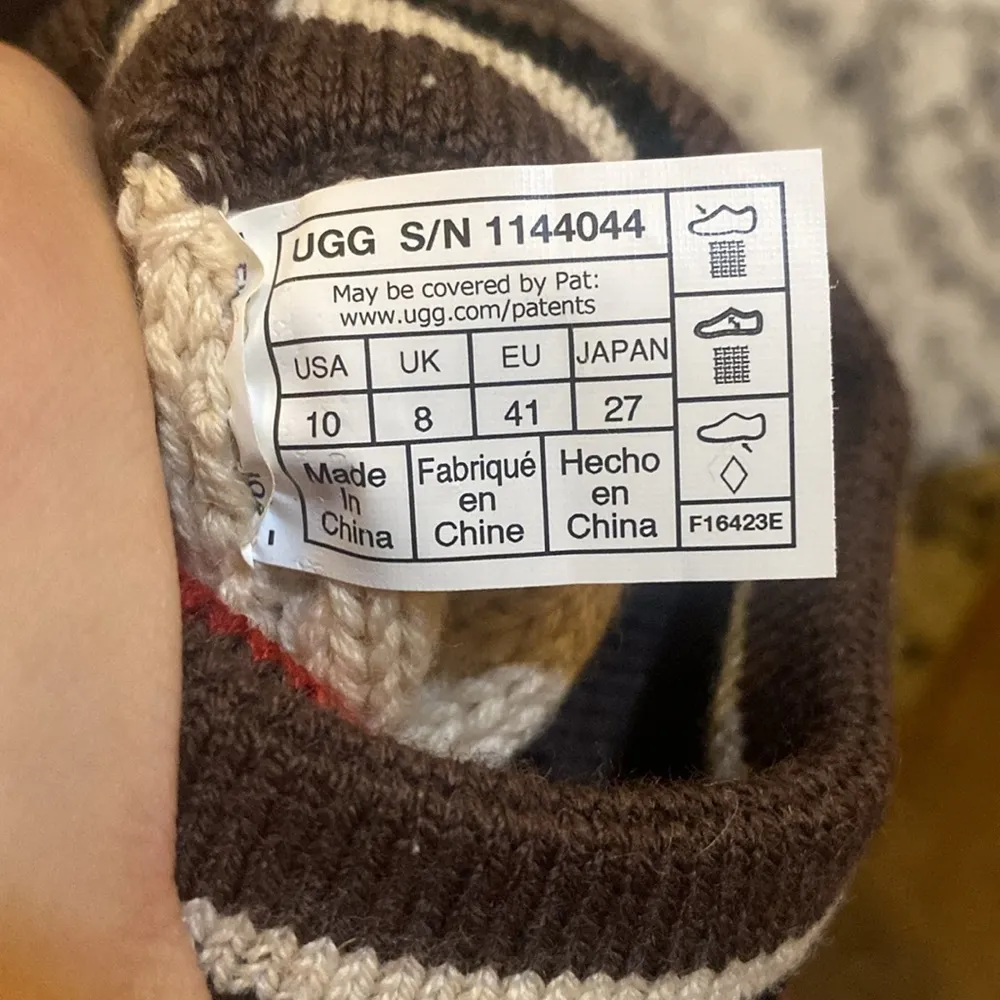 UGG S/N 1144044
May be covered by Pat:
www.ugg.com/patents
USA UK EU JAPAN
10 8 41 27
Made In China
Fabriqué en Chine
Hecho en China
F16423E